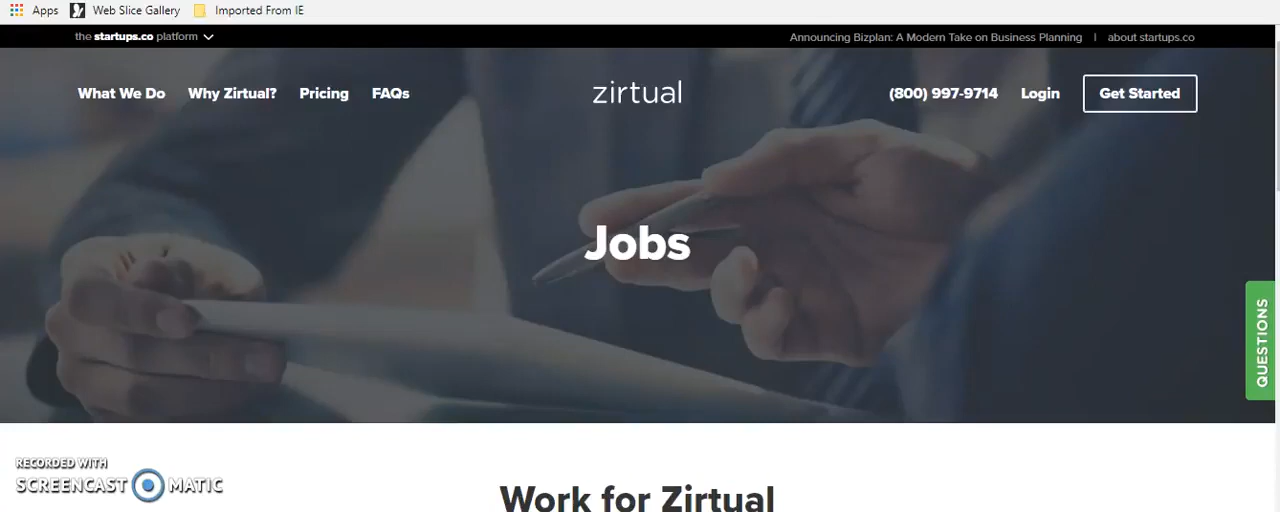 Apps Web Slice Gallery Imported From IE
the startups.co platform Announcing Bizplan: A Modern Take on Business Planning | about startups.co
What We Do Why Zirtual? Pricing FAQs zirtual (800) 997-9714 Login Get Started
Jobs
QUESTIONS
RECORDED WITH
SCREENCAST MATIC
Work for Zirtual